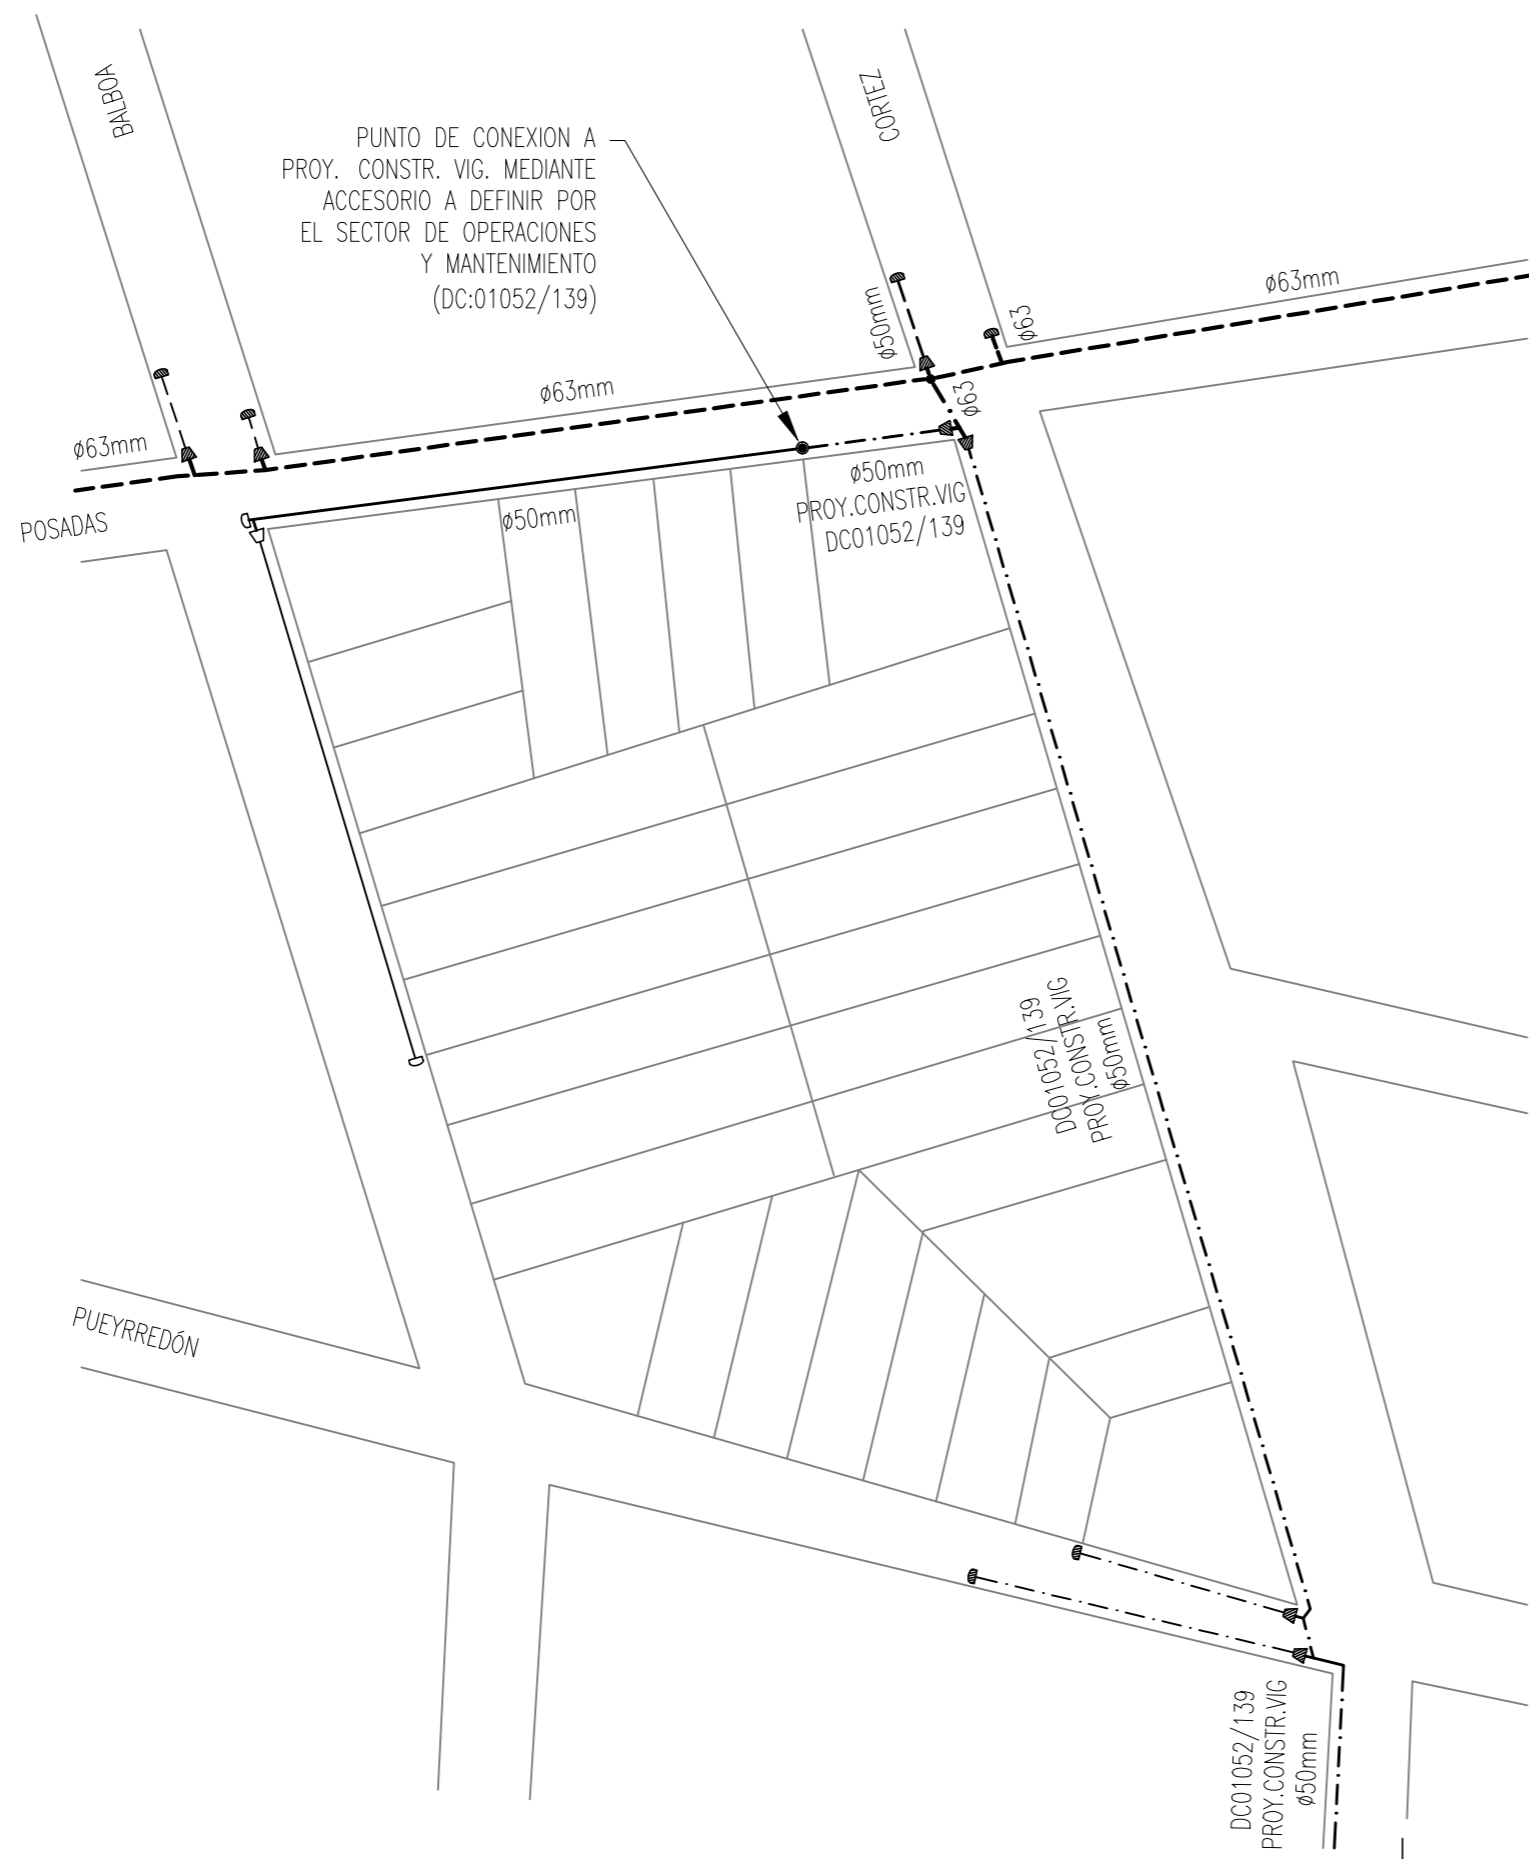 BALBOA
CORTEZ
PUNTO DE CONEXION A
PROY. CONSTR. VIG. MEDIANTE
ACCESORIO A DEFINIR POR
EL SECTOR DE OPERACIONES
Y MANTENIMIENTO
(DC:01052/139)
ø50mm
ø63
ø63mm
ø63mm
ø63
ø63mm
POSADAS
ø50mm
ø50mm
PROY.CONSTR.VIG
DC01052/139
DC01052/139
PROY.CONSTR.VIG
ø50mm
PUEYRREDÓN
DC01052/139
PROY.CONSTR.VIG
ø50mm